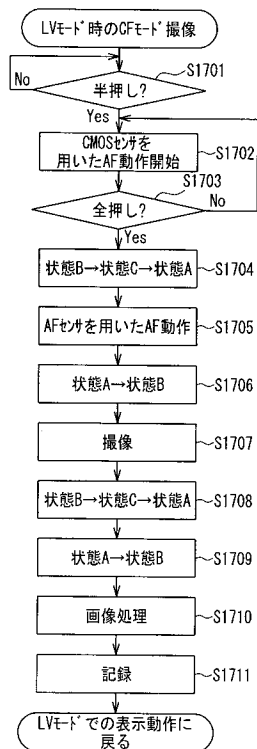 LVモード時のCFモード撮像
S1701
No
半押し?
Yes
CMOSセンサを
用いたAF動作開始
S1702
S1703
全押し?
No
Yes
状態B→状態C→状態A
S1704
AFセンサを用いたAF動作
S1705
状態A→状態B
S1706
撮像
S1707
状態B→状態C→状態A
S1708
状態A→状態B
S1709
画像処理
S1710
記録
S1711
LVモードでの表示動作に
戻る